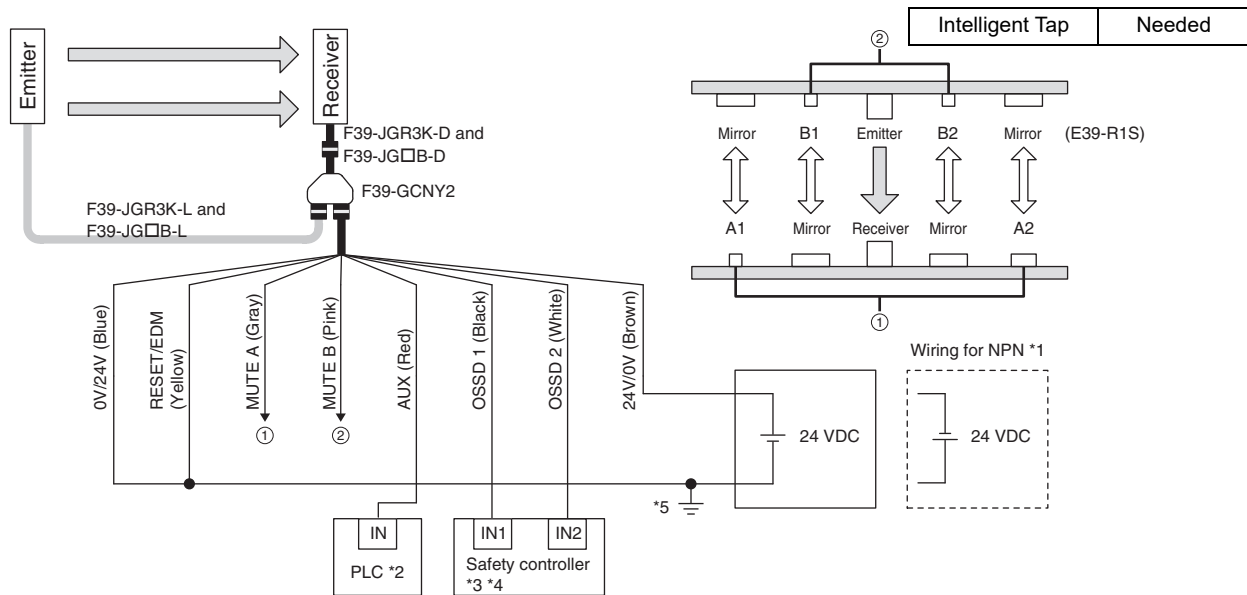 Intelligent Tap Needed
Emitter
Receiver
F39-JGR3K-D and
F39-JG□B-D
F39-GCNY2
F39-JGR3K-L and
F39-JG□B-L
②
Mirror B1 Emitter B2 Mirror (E39-R1S)
A1 Mirror Receiver Mirror A2
①
0V/24V (Blue)
RESET/EDM
(Yellow)
MUTE A (Gray)
MUTE B (Pink)
AUX (Red)
OSSD 1 (Black)
OSSD 2 (White)
24V/0V (Brown)
① ②
Wiring for NPN *1
24 VDC
24 VDC
*5
IN
PLC *2
IN1 IN2
Safety controller
*3 *4